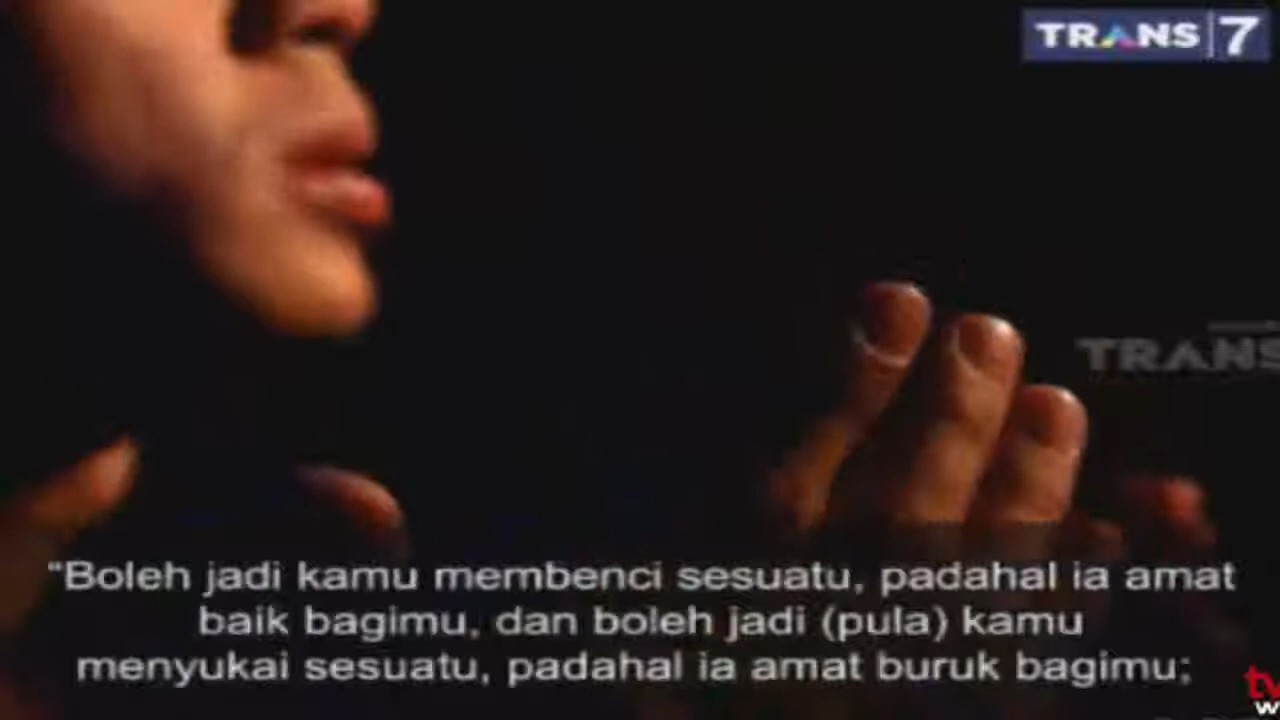 TRANS|7
TRANS
“Boleh jadi kamu membenci sesuatu, padahal ia amat
baik bagimu, dan boleh jadi (pula) kamu
menyukai sesuatu, padahal ia amat buruk bagimu;
tv